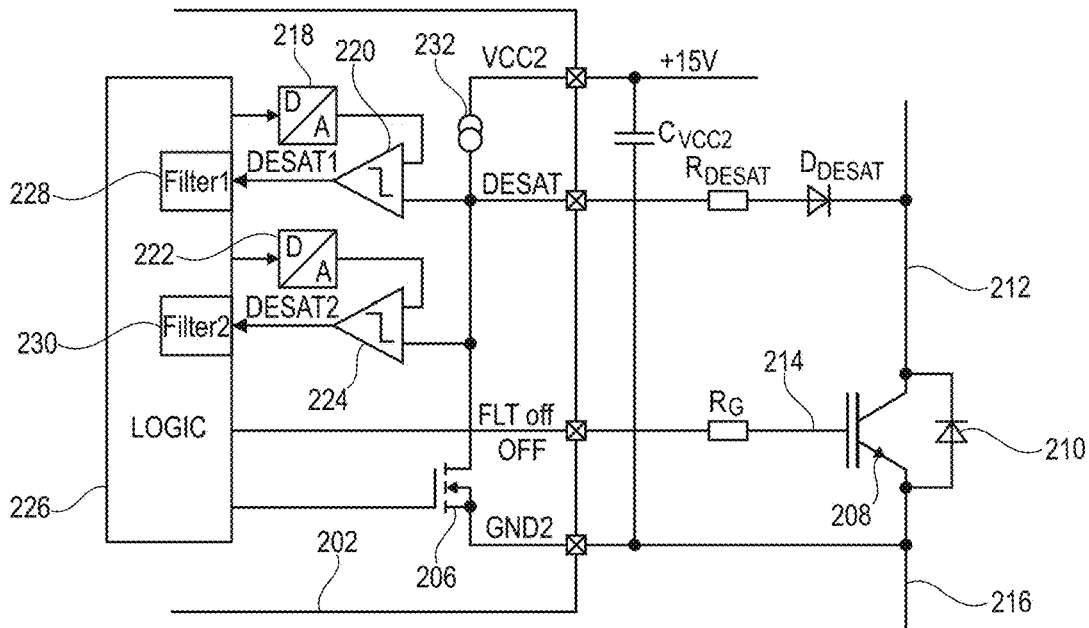 218
220
232
VCC2
+15V
D
A
CVCC2
DESAT1
DESAT
RDESAT
DDESAT
Filter1
228
222
D
A
212
DESAT2
Filter2
230
224
214
FLT off
RG
LOGIC
OFF
210
208
226
202
206
GND2
216